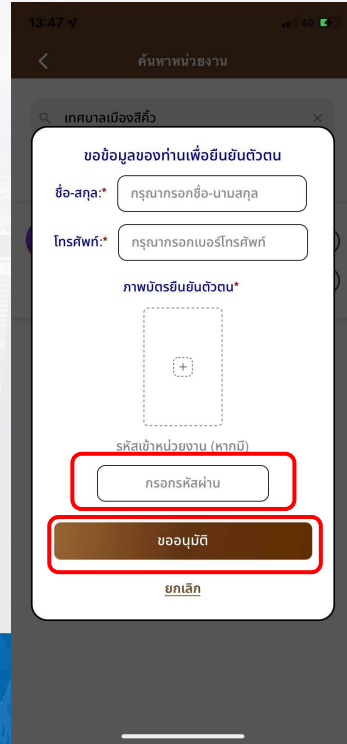 13:47
4G
ค้นหาหน่วยงาน
เทศบาลเมืองสีคิ้ว
ขอข้อมูลของท่านเพื่อยืนยันตัวตน
ชื่อ-สกุล:* กรุณากรอกชื่อ-นามสกุล
โทรศัพท์:* กรุณากรอกเบอร์โทรศัพท์
ภาพบัตรยืนยันตัวตน*
รหัสเข้าหน่วยงาน (หากมี)
กรอกรหัสผ่าน
ขออนุมัติ
ยกเลิก